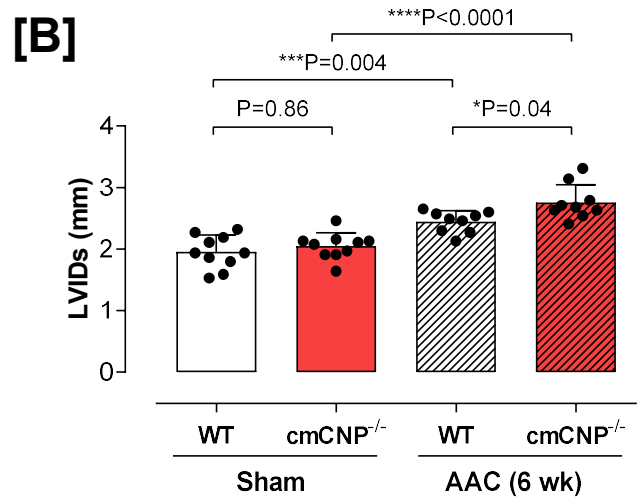 [B]
****P<0.0001
***P=0.004
P=0.86
*P=0.04
LVIDs (mm)
4
3
2
1
0
WT
cmCNP-/-
WT
cmCNP-/-
Sham
AAC (6 wk)